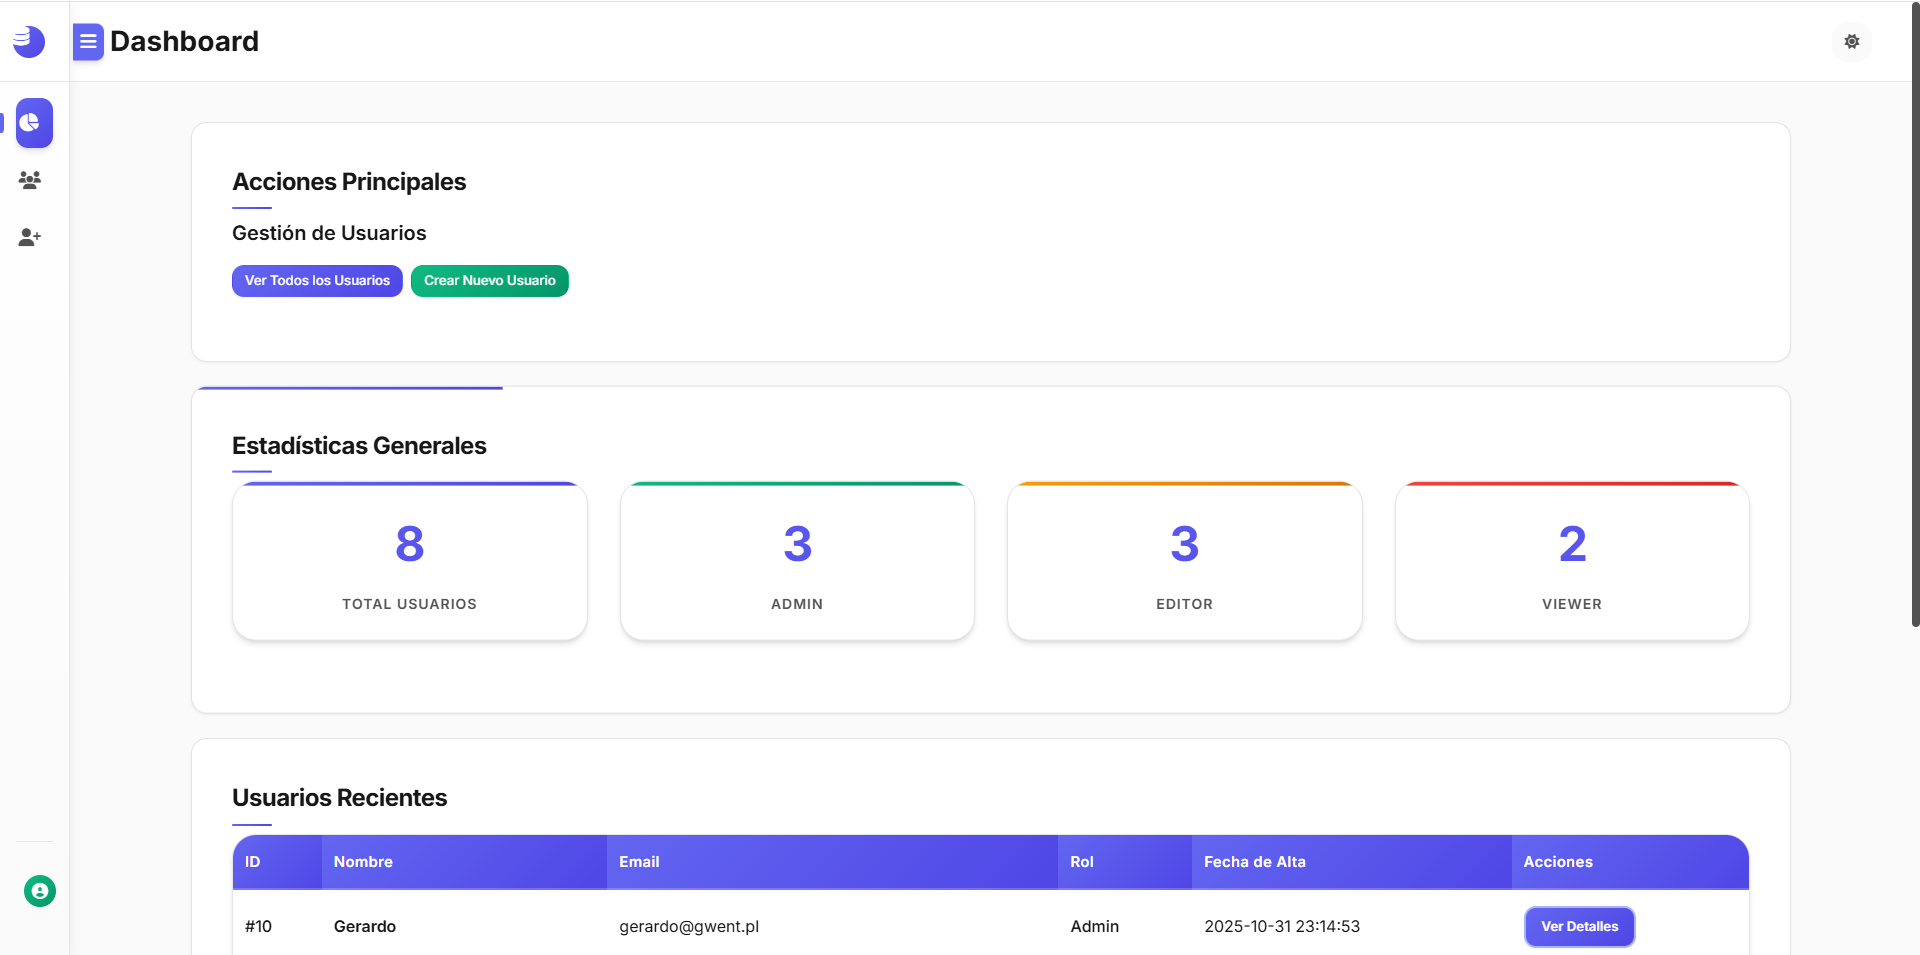 Dashboard
Acciones Principales
Gestión de Usuarios
Ver Todos los Usuarios Crear Nuevo Usuario
Estadísticas Generales
8 3 3 2
TOTAL USUARIOS ADMIN EDITOR VIEWER
Usuarios Recientes
ID Nombre Email Rol Fecha de Alta Acciones
#10 Gerardo gerardo@gwent.pl Admin 2025-10-31 23:14:53 Ver Detalles